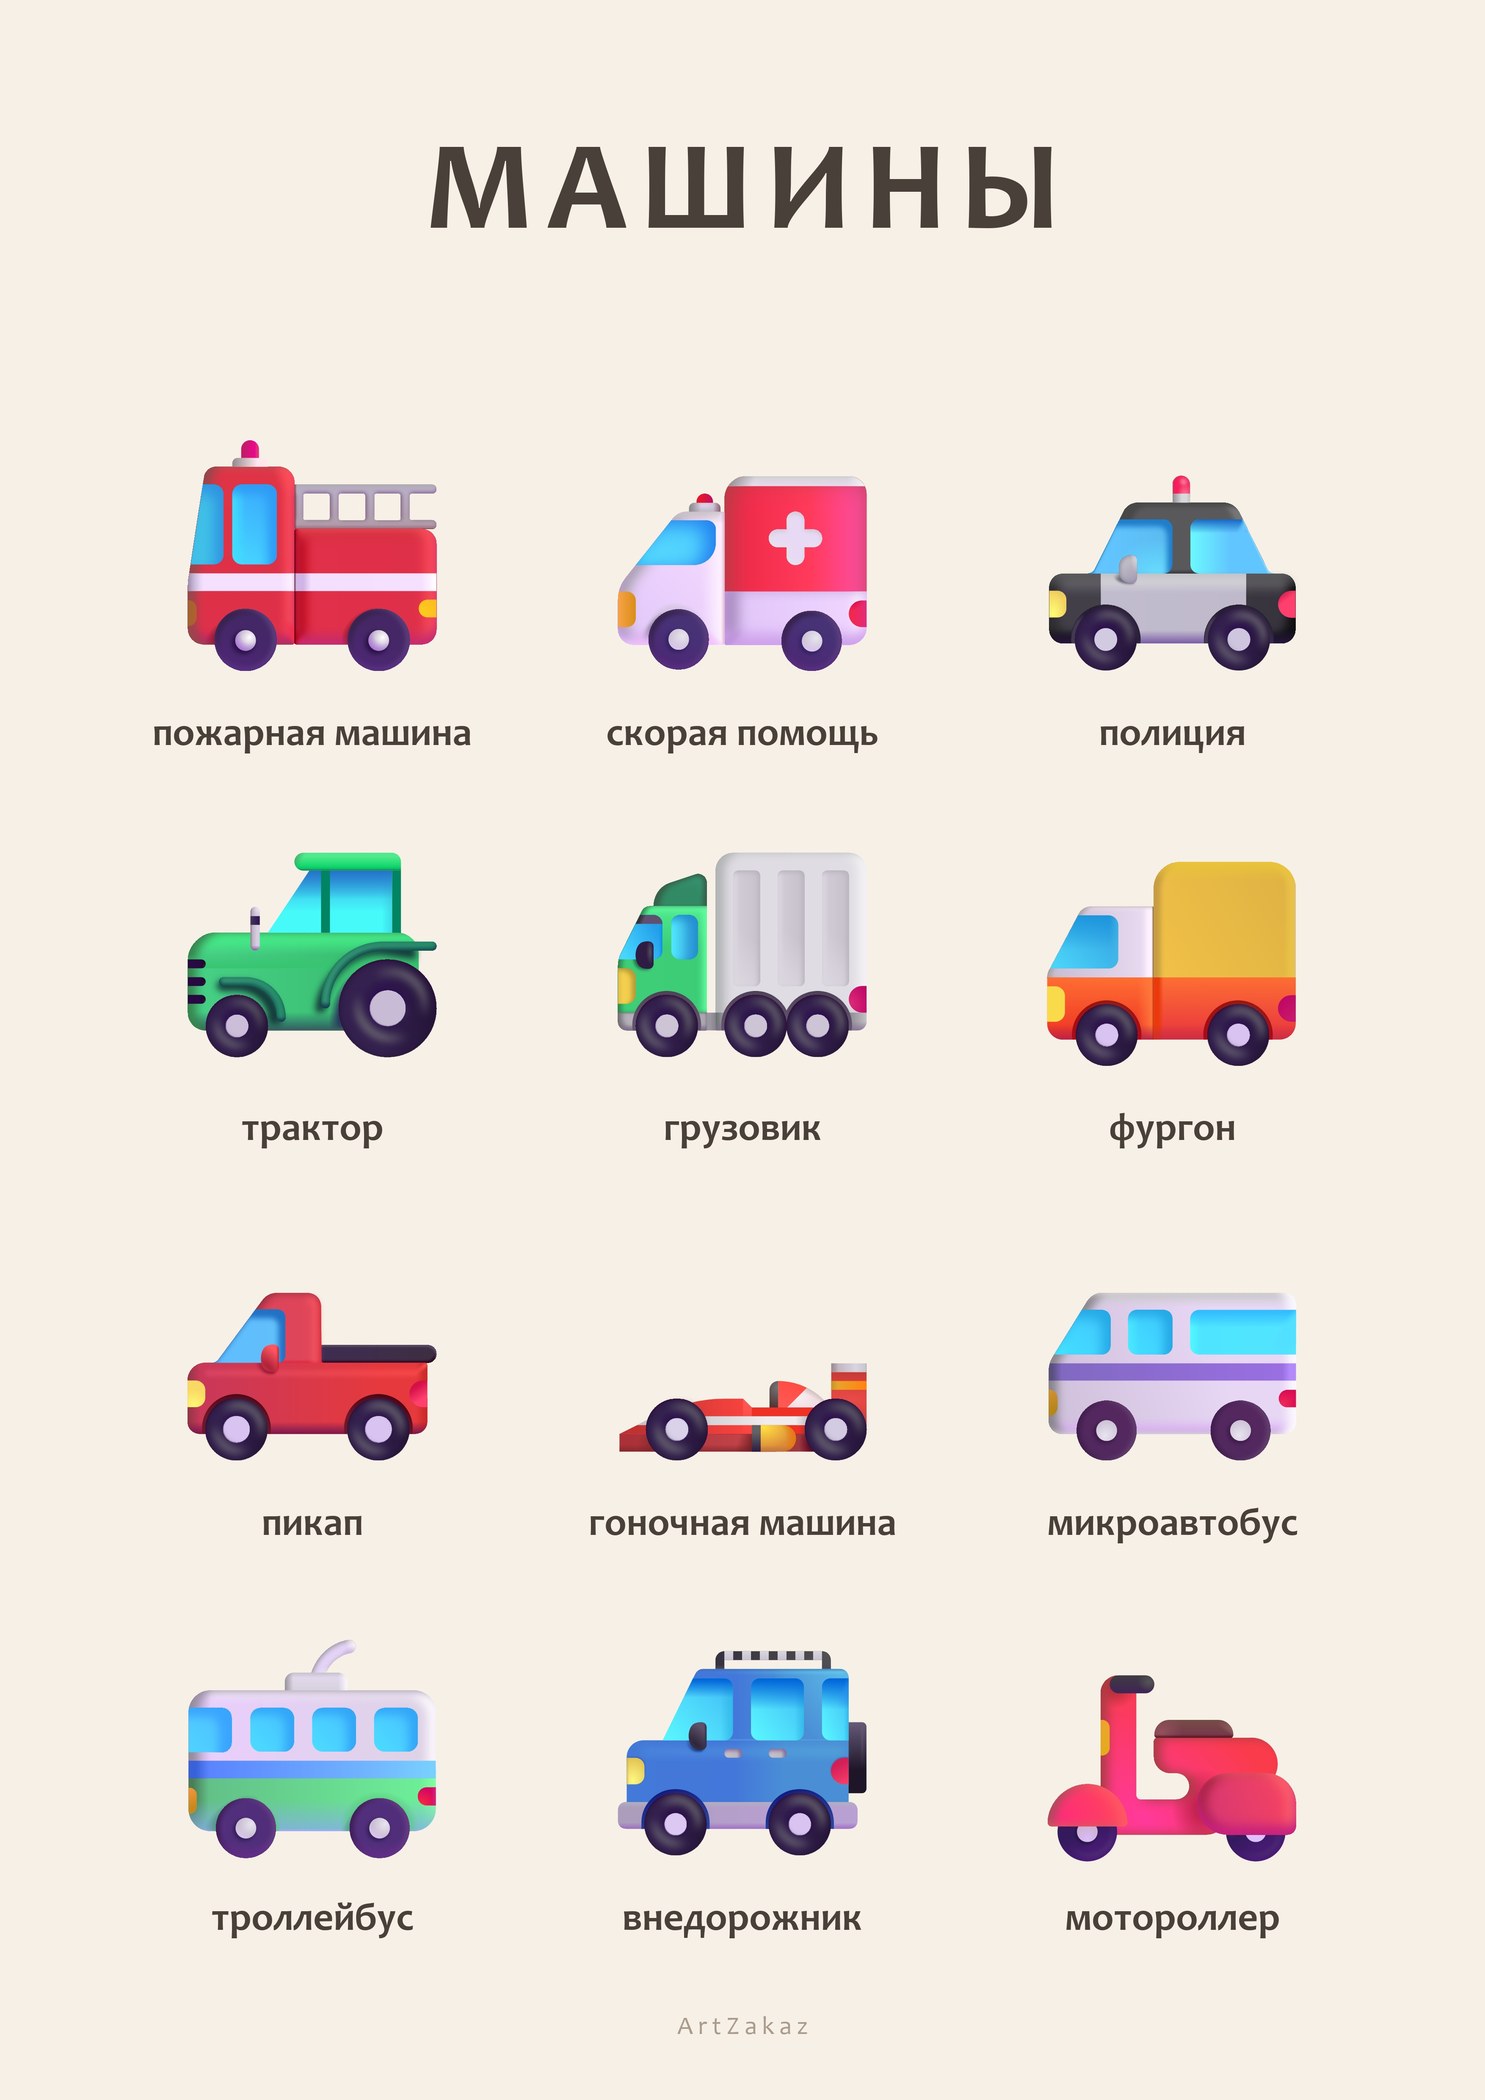 МАШИНЫ
пожарная машина
скорая помощь
полиция
трактор
грузовик
фургон
пикап
гоночная машина
микроавтобус
троллейбус
внедорожник
мотороллер
ArtZakaz